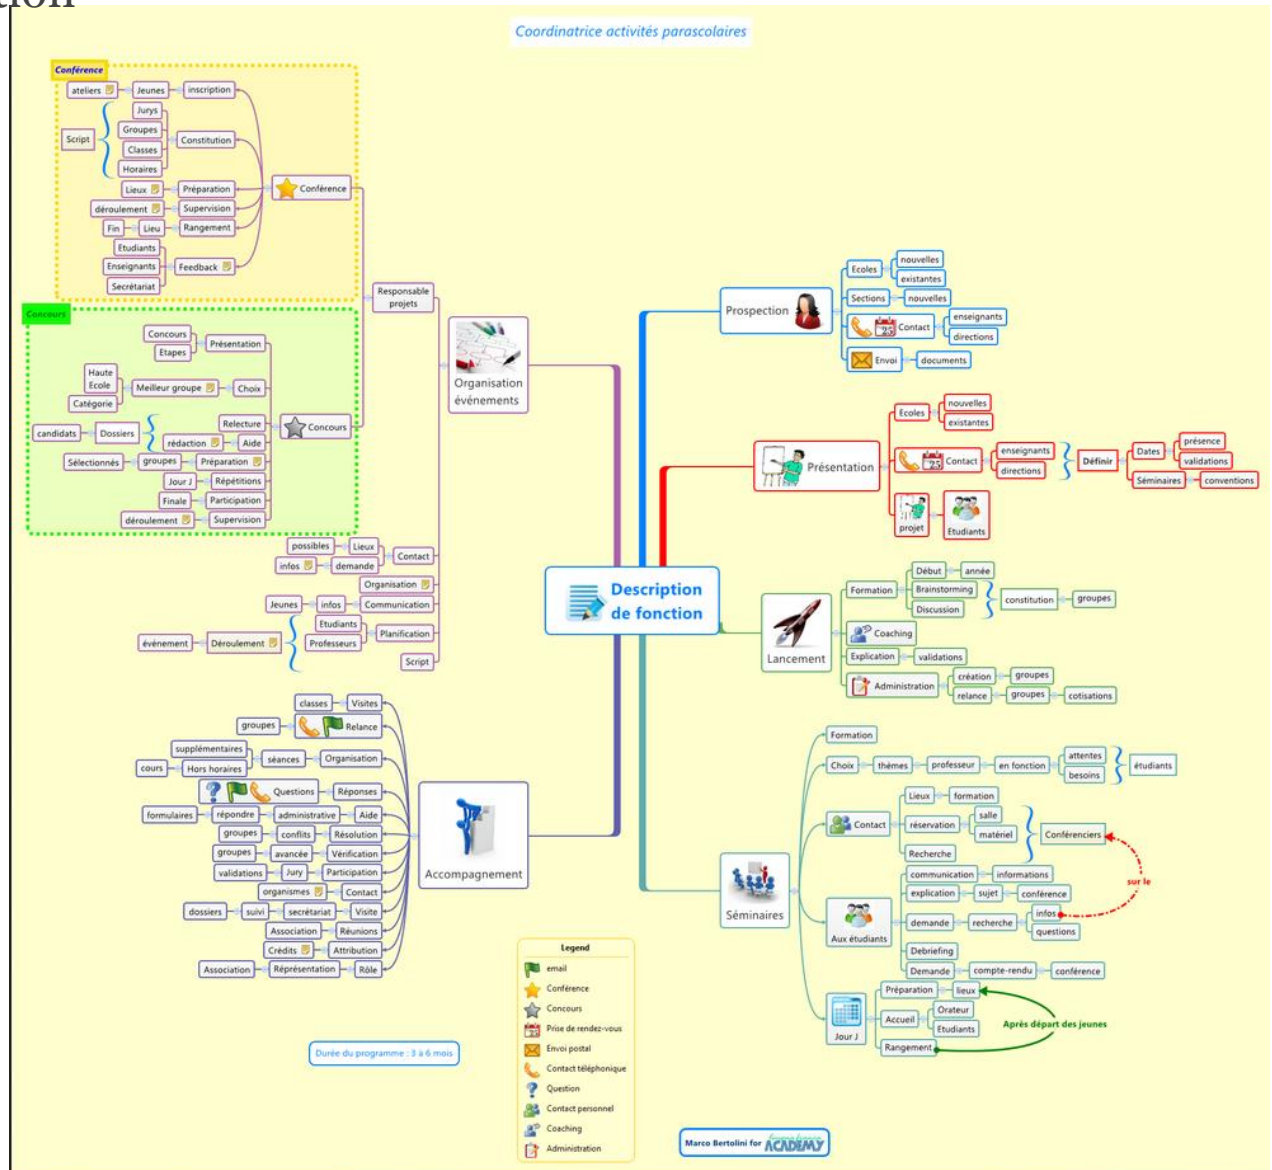 tion
Coordinatrice activités parascolaires
Conférence
ateliers
Jeunes
inscription
Script
Jurys
Groupes
Classes
Horaires
Constitution
Lieux
Préparation
déroulement
Supervision
Fin
Lieu
Rangement
Etudiants
Enseignants
Secrétariat
Feedback
Conférence
Responsable
projets
Concours
Concours
Etapes
Présentation
Haute
Ecole
Catégorie
Meilleur groupe
Choix
Relecture
candidats
Dossiers
rédaction
Aide
Sélectionnés
groupes
Préparation
Jour J
Répétitions
Finale
Participation
déroulement
Supervision
Concours
Organisation
événements
possibles
Lieux
infos
demande
Contact
Organisation
Jeunes
infos
Communication
événement
Déroulement
Etudiants
Professeurs
Planification
Script
classes
Visites
groupes
Relance
supplémentaires
cours
Hors horaires
séances
Organisation
Questions
Réponses
formulaires
répondre
administrative
Aide
groupes
conflits
Résolution
groupes
avancée
Vérification
validations
Jury
Participation
organismes
Contact
dossiers
suivi
secrétariat
Visite
Association
Réunions
Crédits
Attribution
Association
Réprésentation
Rôle
Accompagnement
Description
de fonction
Prospection
Ecoles
nouvelles
existantes
Sections
nouvelles
25
Contact
enseignants
directions
Envoi
documents
Présentation
Ecoles
nouvelles
existantes
25
Contact
enseignants
directions
Définir
Dates
présence
validations
Séminaires
conventions
projet
Etudiants
Lancement
Formation
Début
année
Brainstorming
Discussion
constitution
groupes
Coaching
Explication
validations
Administration
création
groupes
relance
groupes
cotisations
Séminaires
Formation
Choix
thèmes
professeur
en fonction
attentes
besoins
étudiants
Contact
Lieux
formation
réservation
salle
matériel
Recherche
Conférenciers
sur le
Aux étudiants
communication
informations
explication
sujet
conférence
demande
recherche
infos
questions
Debriefing
Demande
compte-rendu
conférence
Jour J
Préparation
lieux
Accueil
Orateur
Etudiants
Rangement
Après départ des jeunes
Legend
email
Conférence
Concours
25
Prise de rendez-vous
Envoi postal
Contact téléphonique
Question
Contact personnel
Coaching
Administration
Durée du programme : 3 à 6 mois
Marco Bertolini for
ACADEMY